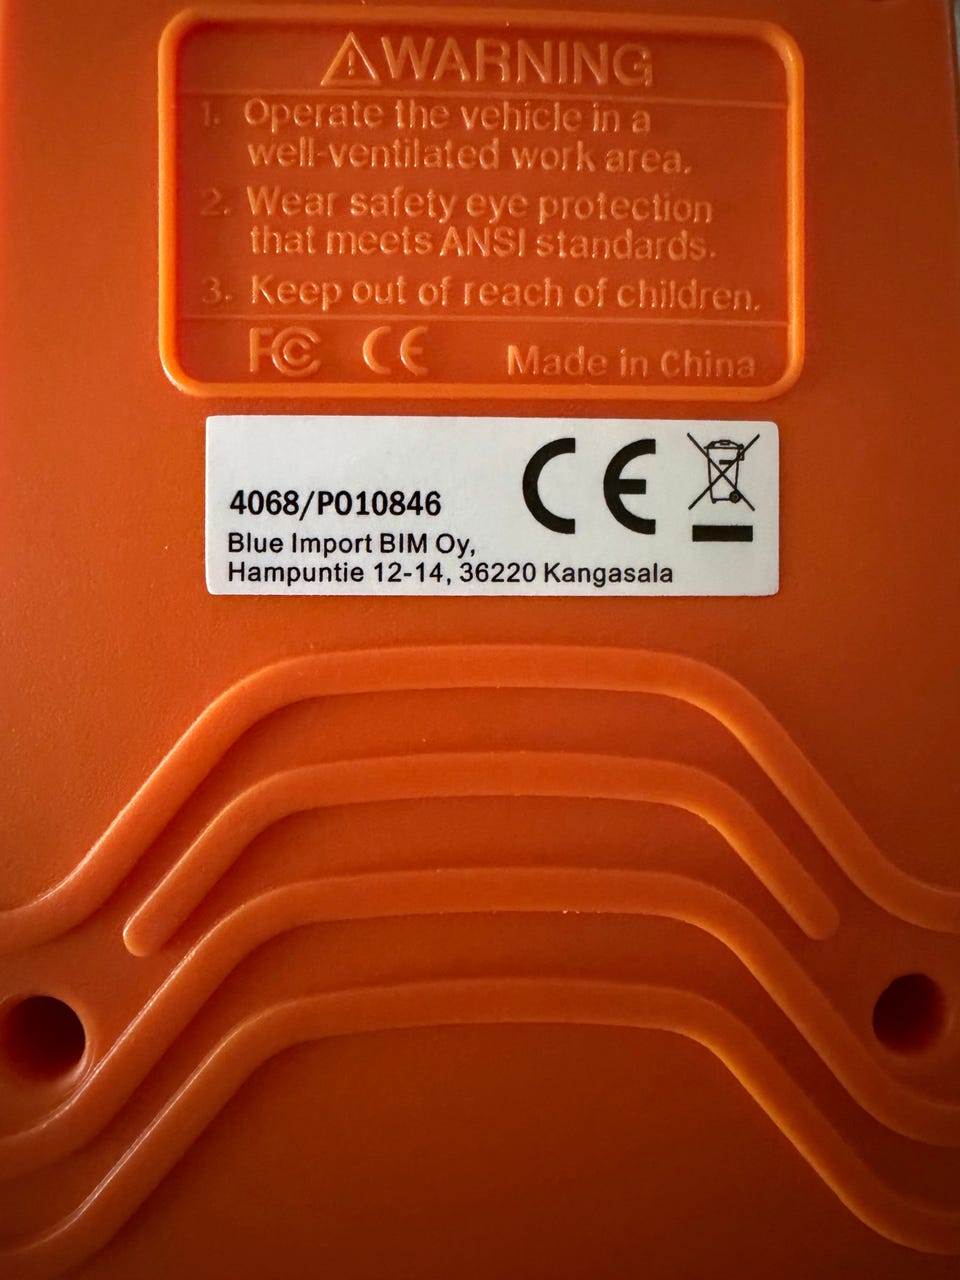 ⚠WARNING
1. Operate the vehicle in a
well-ventilated work area.
2. Wear safety eye protection
that meets ANSI standards.
3. Keep out of reach of children.
FC CE Made in China
CE
4068/P010846
Blue Import BIM Oy,
Hampuntie 12-14, 36220 Kangasala